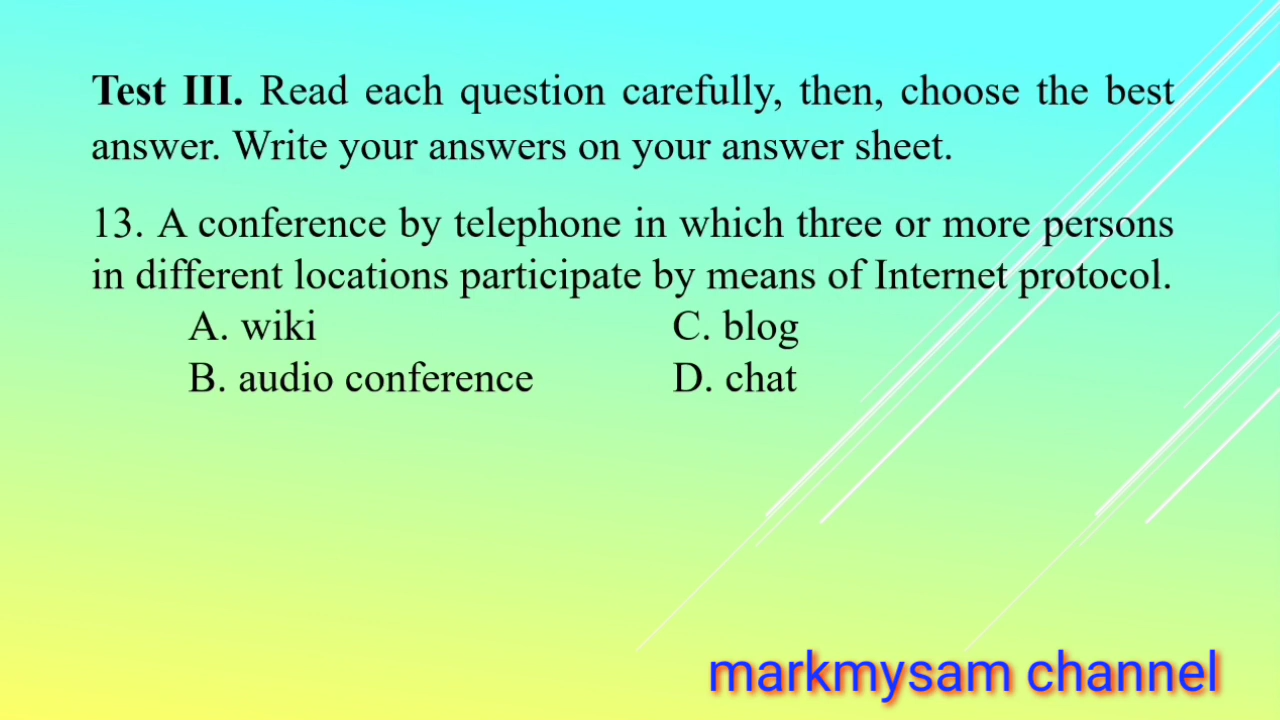 Test III. Read each question carefully, then, choose the best
answer. Write your answers on your answer sheet.
13. A conference by telephone in which three or more persons
in different locations participate by means of Internet protocol.
A. wiki C. blog
B. audio conference D. chat
markmysam channel